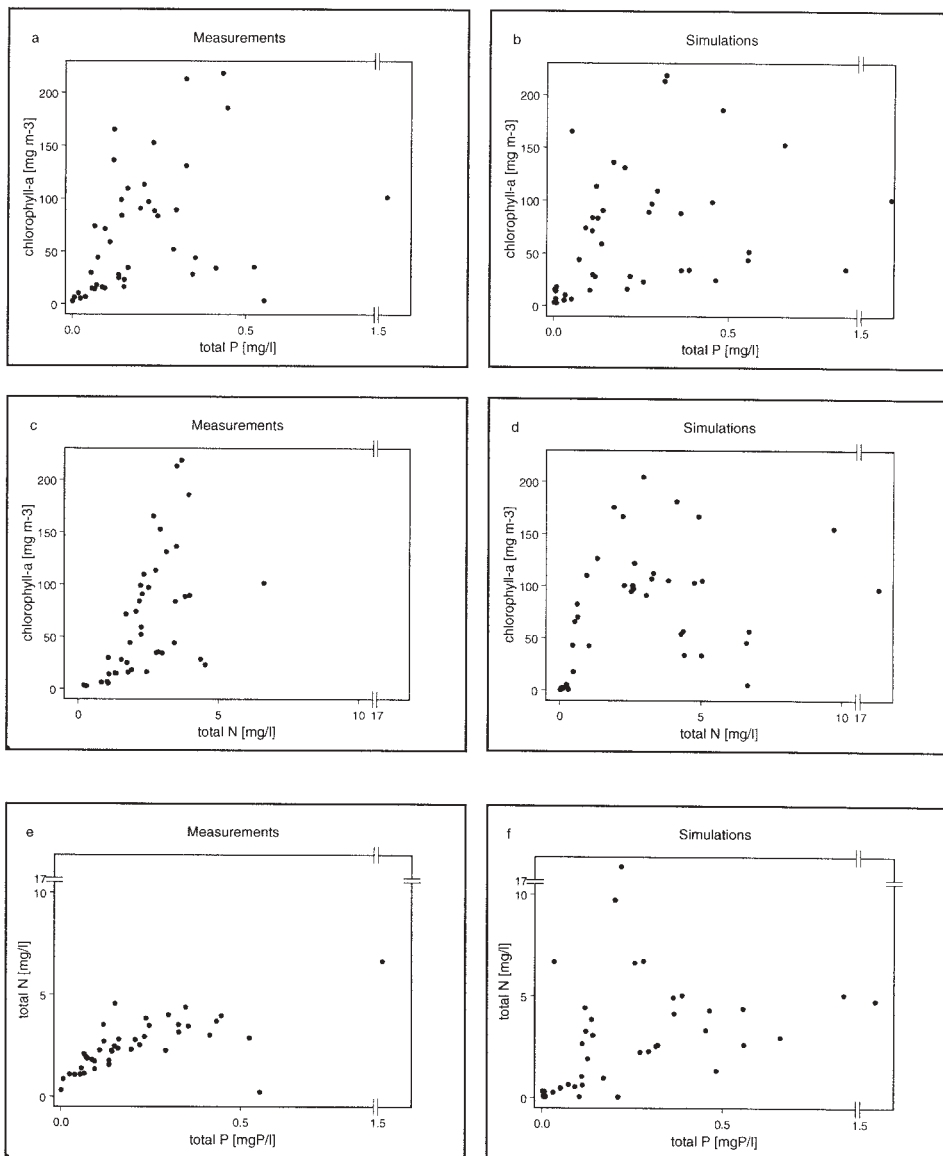 a
Measurements
200
150
100
50
0
chlorophyll-a [mg m-3]
0.0
0.5
1.5
total P [mg/l]
b
Simulations
200
150
100
50
0
chlorophyll-a [mg m-3]
0.0
0.5
1.5
total P [mg/l]
c
Measurements
200
150
100
50
0
chlorophyll-a [mg m-3]
0
5
10 17
total N [mg/l]
d
Simulations
200
150
100
50
0
chlorophyll-a [mg m-3]
0
5
10 17
total N [mg/l]
e
Measurements
17
10
5
0
total N [mg/l]
0.0
0.5
1.5
total P [mgP/l]
f
Simulations
17
10
5
0
total N [mg/l]
0.0
0.5
1.5
total P [mgP/l]